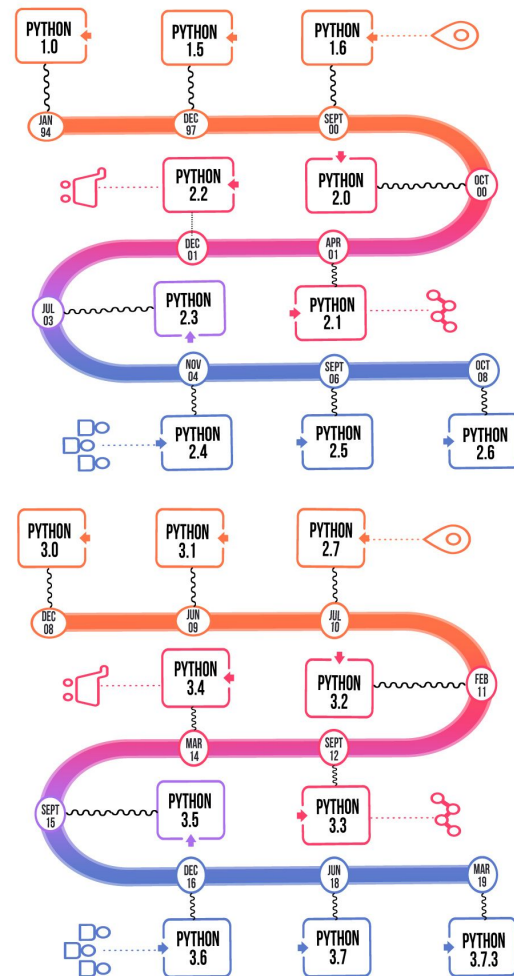 PYTHON
1.0
PYTHON
1.5
PYTHON
1.6
JAN
94
DEC
97
SEPT
00
PYTHON
2.2
PYTHON
2.0
OCT
00
DEC
01
APR
01
JUL
03
PYTHON
2.3
PYTHON
2.1
NOV
04
SEPT
06
OCT
08
PYTHON
2.4
PYTHON
2.5
PYTHON
2.6
PYTHON
3.0
PYTHON
3.1
PYTHON
2.7
DEC
08
JUN
09
JUL
10
PYTHON
3.4
PYTHON
3.2
FEB
11
MAR
14
SEPT
12
SEPT
15
PYTHON
3.5
PYTHON
3.3
DEC
16
JUN
18
MAR
19
PYTHON
3.6
PYTHON
3.7
PYTHON
3.7.3